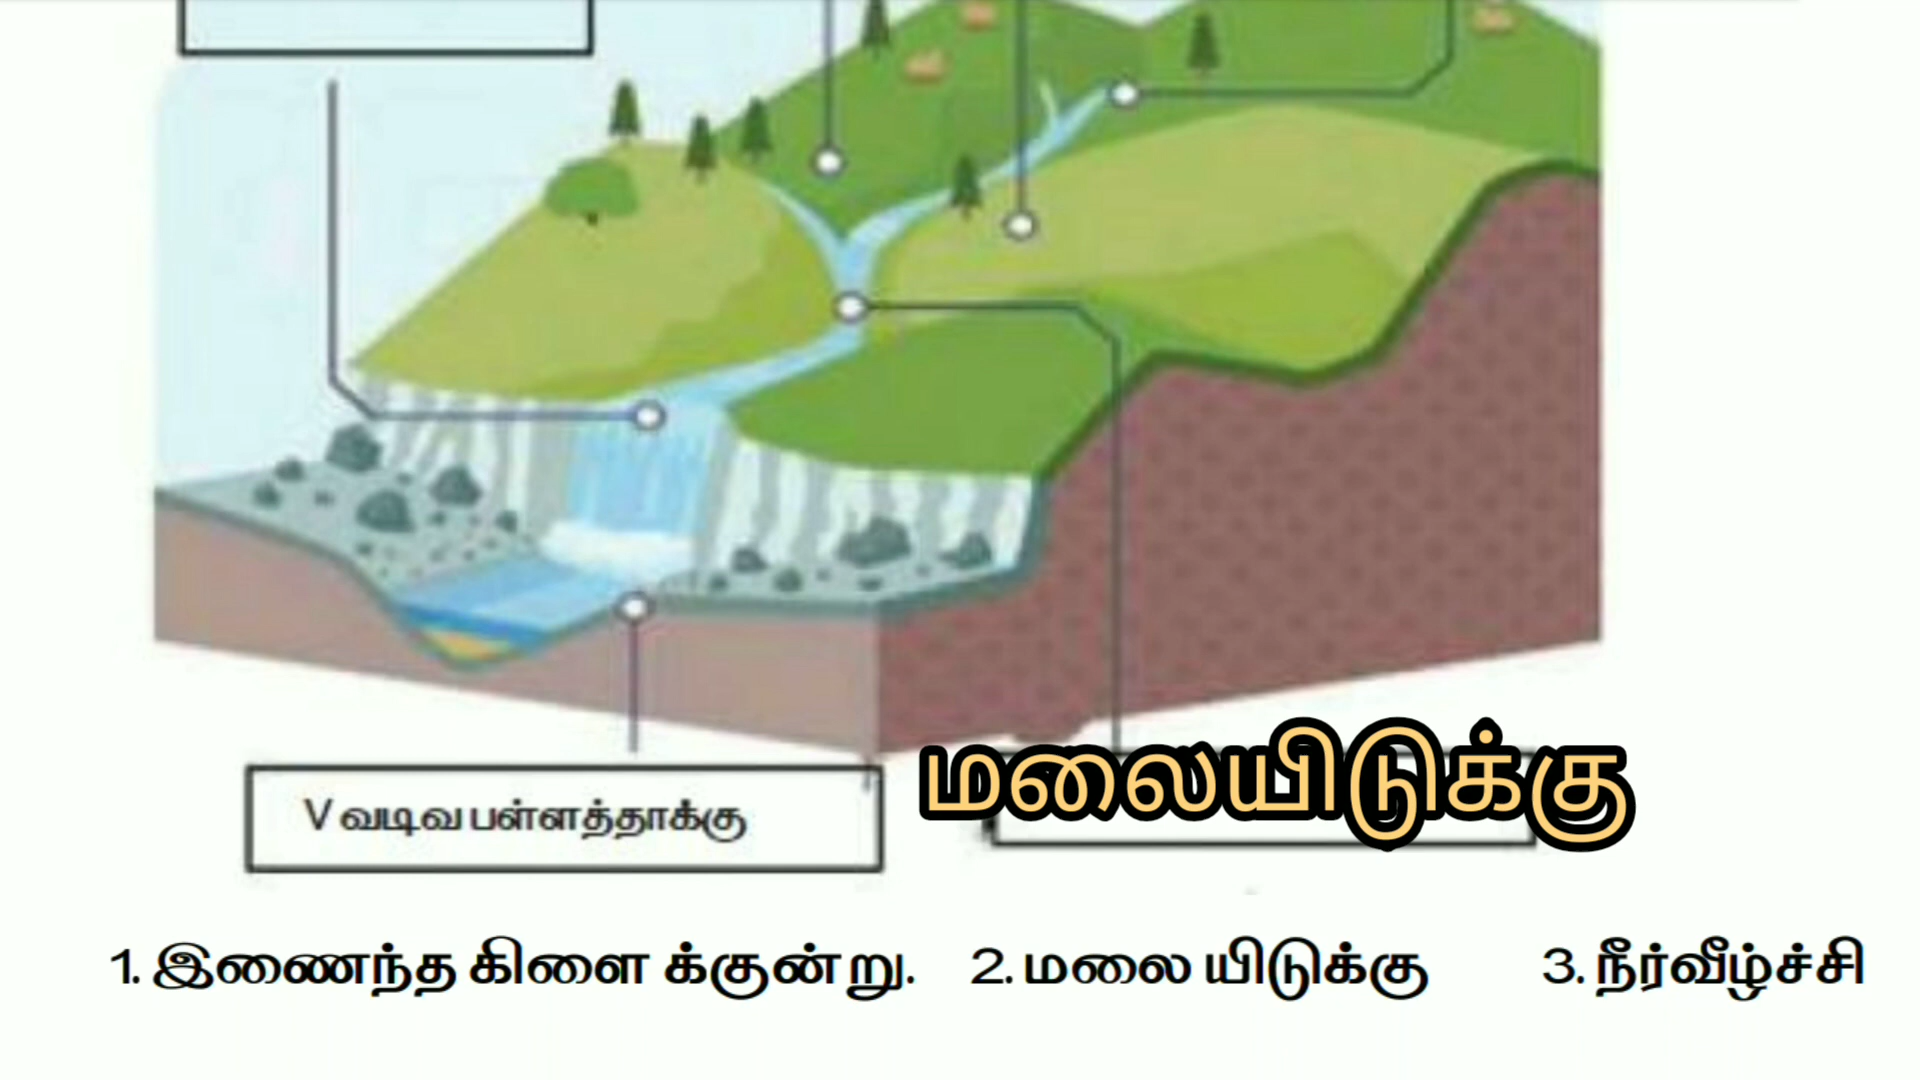 V வடிவ பள்ளத்தாக்கு
மலையிடுக்கு
1. இணைந்த கிளை க்குன் று. 2. மலை யிடுக்கு 3. நீர்வீழ்ச்சி